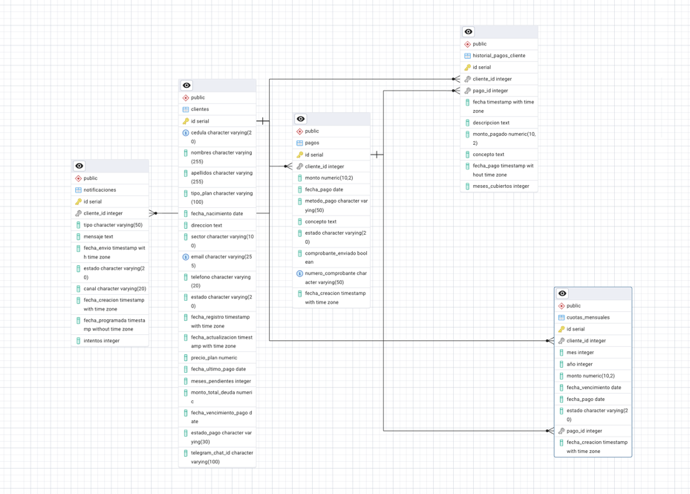 public
notificaciones
id serial
cliente_id integer
tipo character varying(50)
mensaje text
fecha_envio timestamp wit
h time zone
estado character varying(2
0)
canal character varying(20)
fecha_creacion timestamp
with time zone
fecha_programada timesta
mp without time zone
intentos integer
public
clientes
id serial
cedula character varying(2
0)
nombres character varying
(255)
apellidos character varying
(255)
tipo_plan character varying
(100)
fecha_nacimiento date
direccion text
sector character varying(10
0)
email character varying(25
5)
telefono character varying
(20)
estado character varying(2
0)
fecha_registro timestamp
with time zone
fecha_actualizacion timest
amp with time zone
precio_plan numeric
fecha_ultimo_pago date
meses_pendientes integer
monto_total_deuda numeri
c
fecha_vencimiento_pago d
ate
estado_pago character var
ying(30)
telegram_chat_id character
varying(100)
public
pagos
id serial
cliente_id integer
monto numeric(10,2)
fecha_pago date
metodo_pago character var
ying(50)
concepto text
estado character varying(2
0)
comprobante_enviado bool
ean
numero_comprobante char
acter varying(50)
fecha_creacion timestamp
with time zone
public
historial_pagos_cliente
id serial
cliente_id integer
pago_id integer
fecha timestamp with time
zone
descripcion text
monto_pagado numeric(10,
2)
concepto text
fecha_pago timestamp wit
hout time zone
meses_cubiertos integer
public
cuotas_mensuales
id serial
cliente_id integer
mes integer
año integer
monto numeric(10,2)
fecha_vencimiento date
fecha_pago date
estado character varying(2
0)
pago_id integer
fecha_creacion timestamp
with time zone